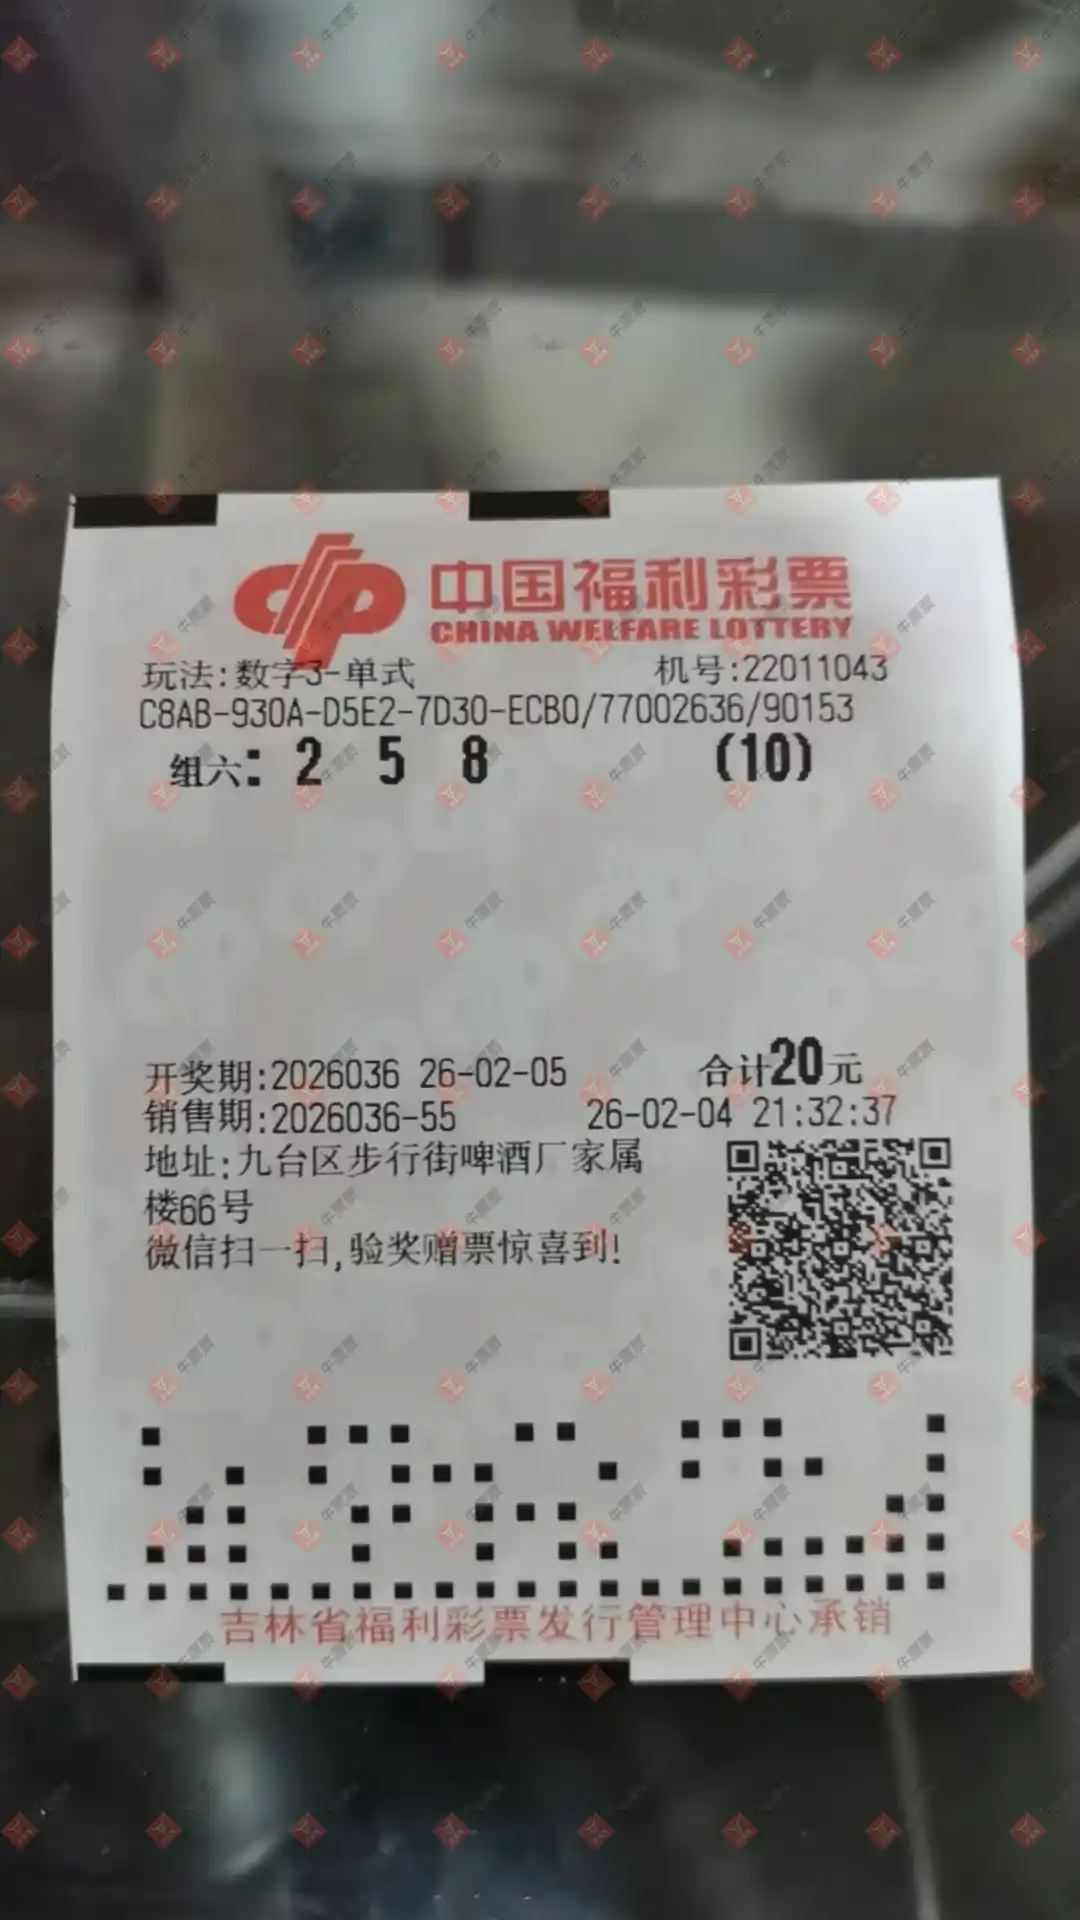 中国福利彩票
CHINA WELFARE LOTTERY
玩法:数字3-单式 机号:22011043
C8AB-930A-D5E2-7D30-ECB0/77002636/90153
组六: 2 5 8 (10)
开奖期:2026036 26-02-05 合计20元
销售期:2026036-55 26-02-04 21:32:37
地址:九台区步行街啤酒厂家属
楼66号
微信扫一扫,验奖赠票惊喜到!
吉林省福利彩票发行管理中心承销